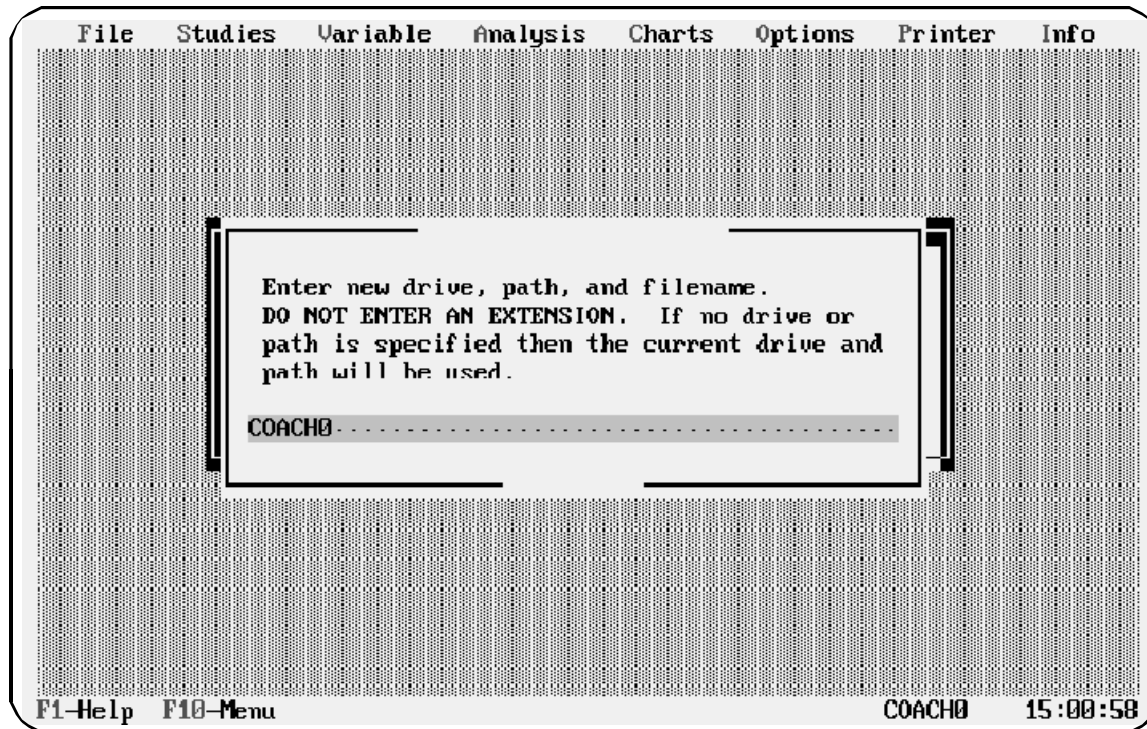 File Studies Variable Analysis Charts Options Printer Info
Enter new drive, path, and filename.
DO NOT ENTER AN EXTENSION. If no drive or
path is specified then the current drive and
path will be used.
COACH0
F1-Help F10-Menu COACH0 15:00:58